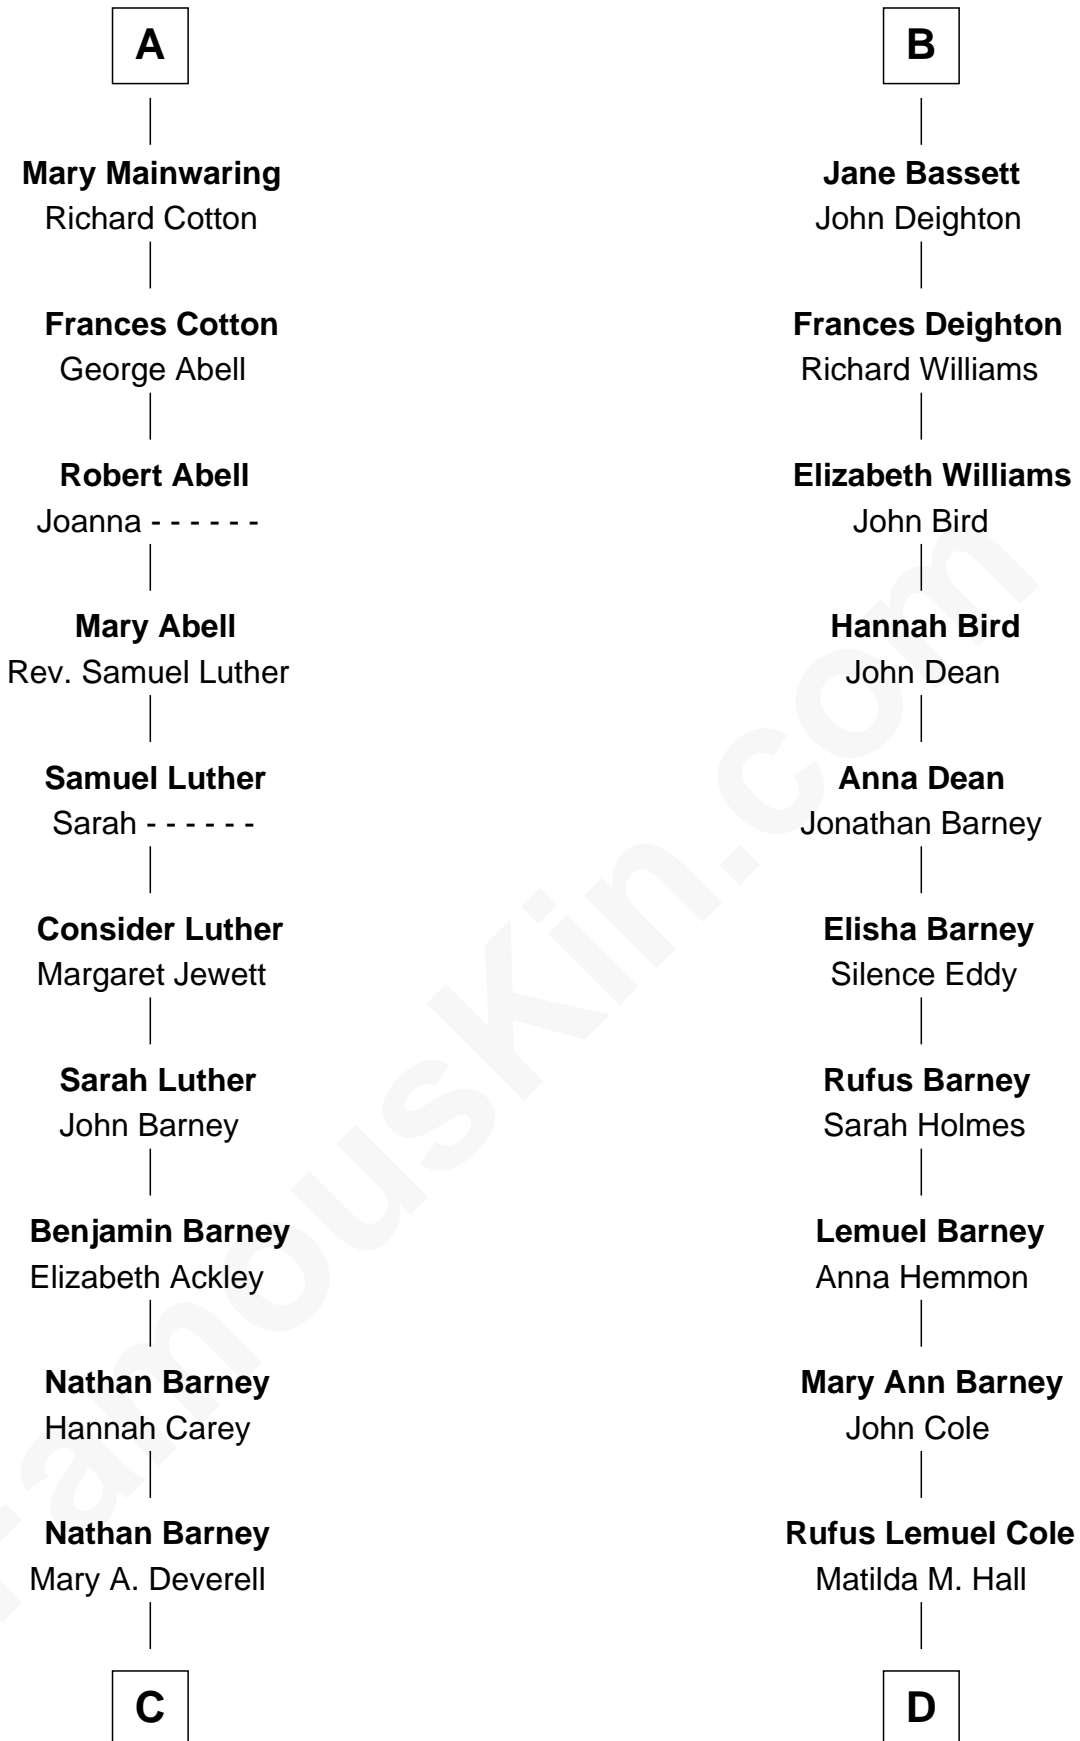 A
Mary Mainwaring
Richard Cotton
Frances Cotton
George Abell
Robert Abell
Joanna - - - - - -
Mary Abell
Rev. Samuel Luther
Samuel Luther
Sarah - - - - - -
Consider Luther
Margaret Jewett
Sarah Luther
John Barney
Benjamin Barney
Elizabeth Ackley
Nathan Barney
Hannah Carey
Nathan Barney
Mary A. Deverell
C
B
Jane Bassett
John Deighton
Frances Deighton
Richard Williams
Elizabeth Williams
John Bird
Hannah Bird
John Dean
Anna Dean
Jonathan Barney
Elisha Barney
Silence Eddy
Rufus Barney
Sarah Holmes
Lemuel Barney
Anna Hemmon
Mary Ann Barney
John Cole
Rufus Lemuel Cole
Matilda M. Hall
D
FamousKin.com